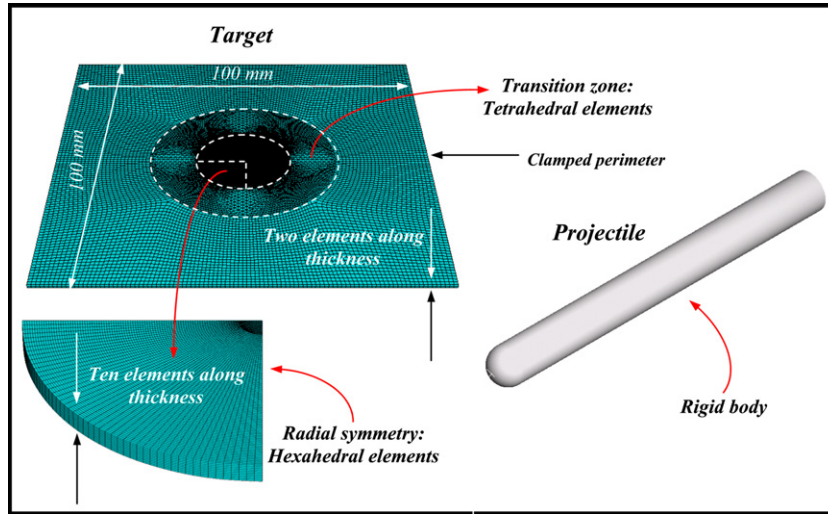 Target
100 mm
100 mm
Transition zone:
Tetrahedral elements
Clamped perimeter
Two elements along
thickness
Projectile
Ten elements along
thickness
Radial symmetry:
Hexahedral elements
Rigid body